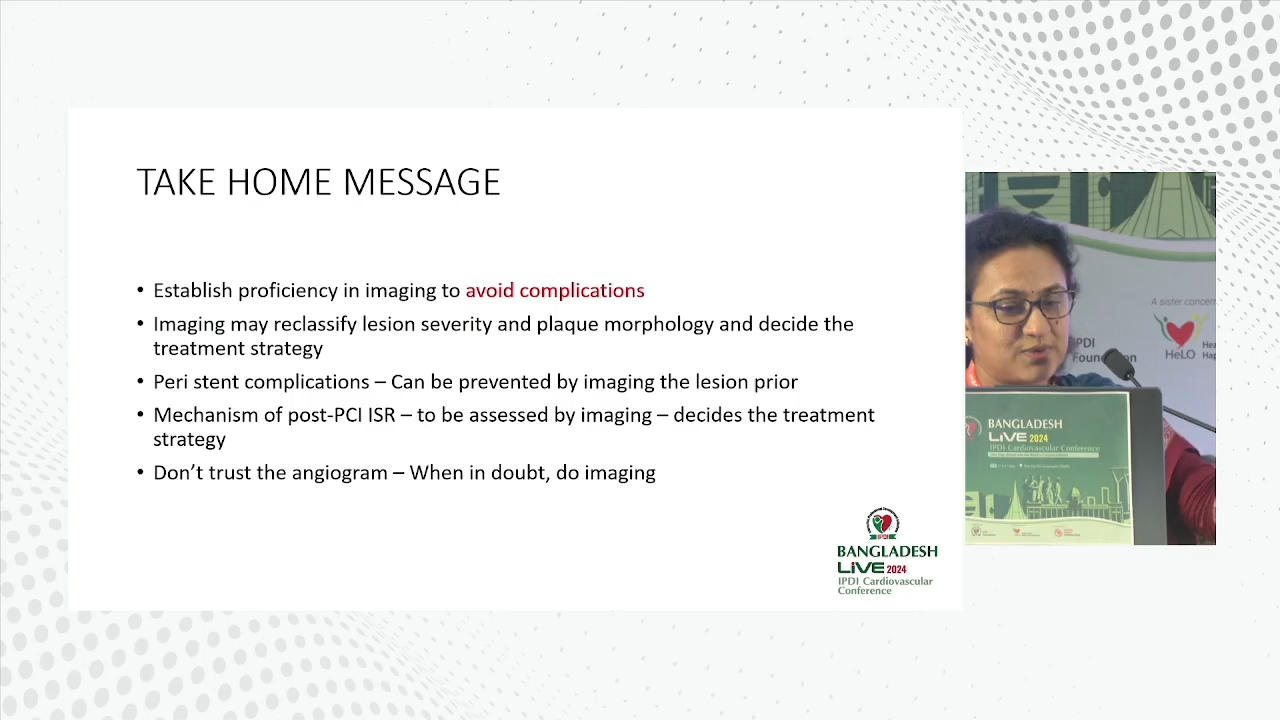 TAKE HOME MESSAGE
• Establish proficiency in imaging to avoid complications
• Imaging may reclassify lesion severity and plaque morphology and decide the
treatment strategy
• Peri stent complications – Can be prevented by imaging the lesion prior
• Mechanism of post-PCI ISR – to be assessed by imaging – decides the treatment
strategy
• Don’t trust the angiogram – When in doubt, do imaging
IPDI
BANGLADESH
LiVE 2024
IPDI Cardiovascular
Conference
A sister concern
HeLO
BANGLADESH
LiVE 2024
IPDI Cardiovascular Conference